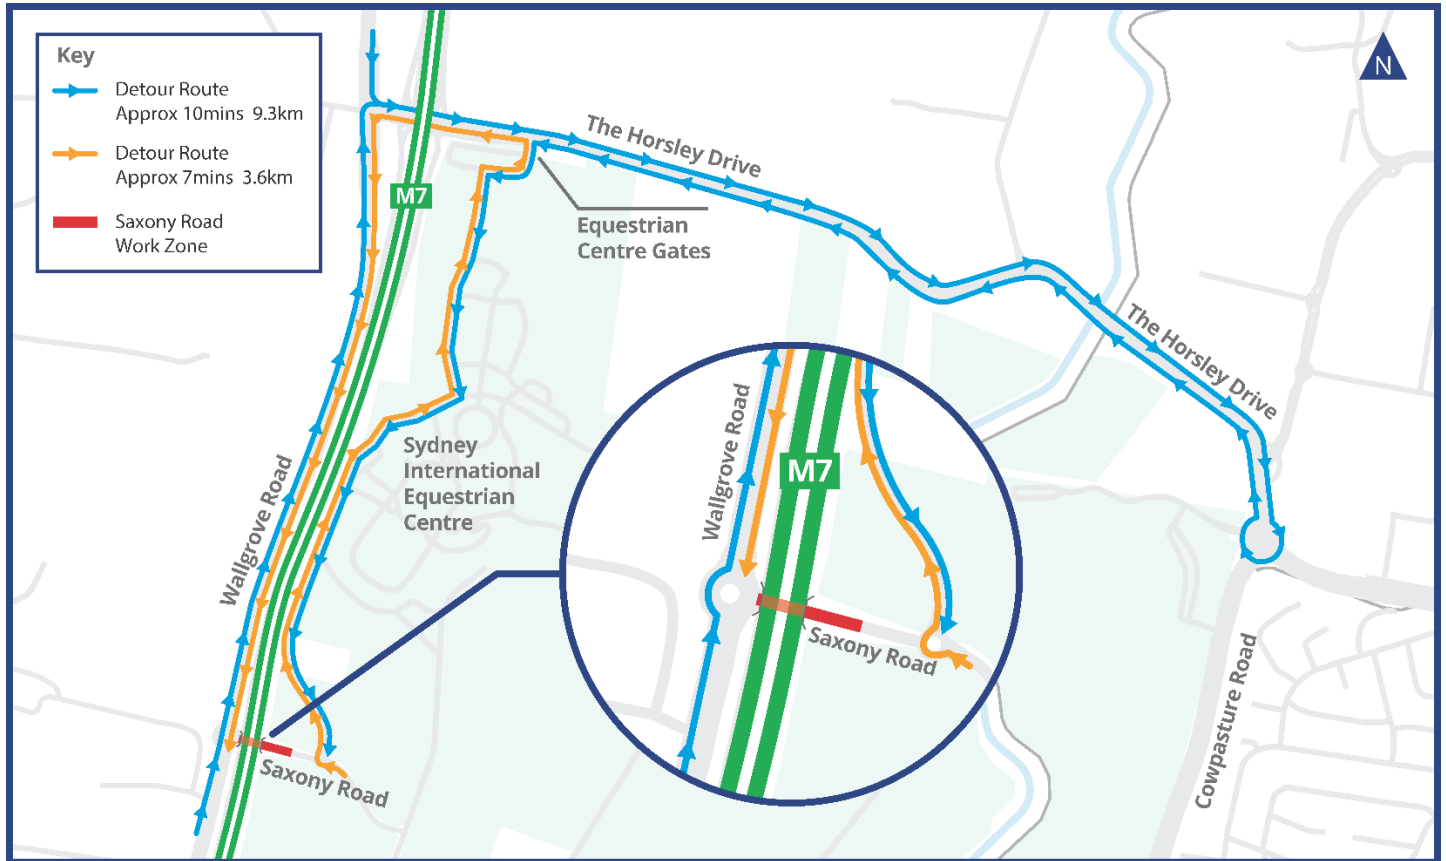 Key
Detour Route
Approx 10mins 9.3km
Detour Route
Approx 7mins 3.6km
Saxony Road
Work Zone
N
The Horsley Drive
M7
Equestrian
Centre Gates
The Horsley Drive
Sydney
International
Equestrian
Centre
Wallgrove Road
Wallgrove Road
M7
Saxony Road
Saxony Road
Cowpasture Road